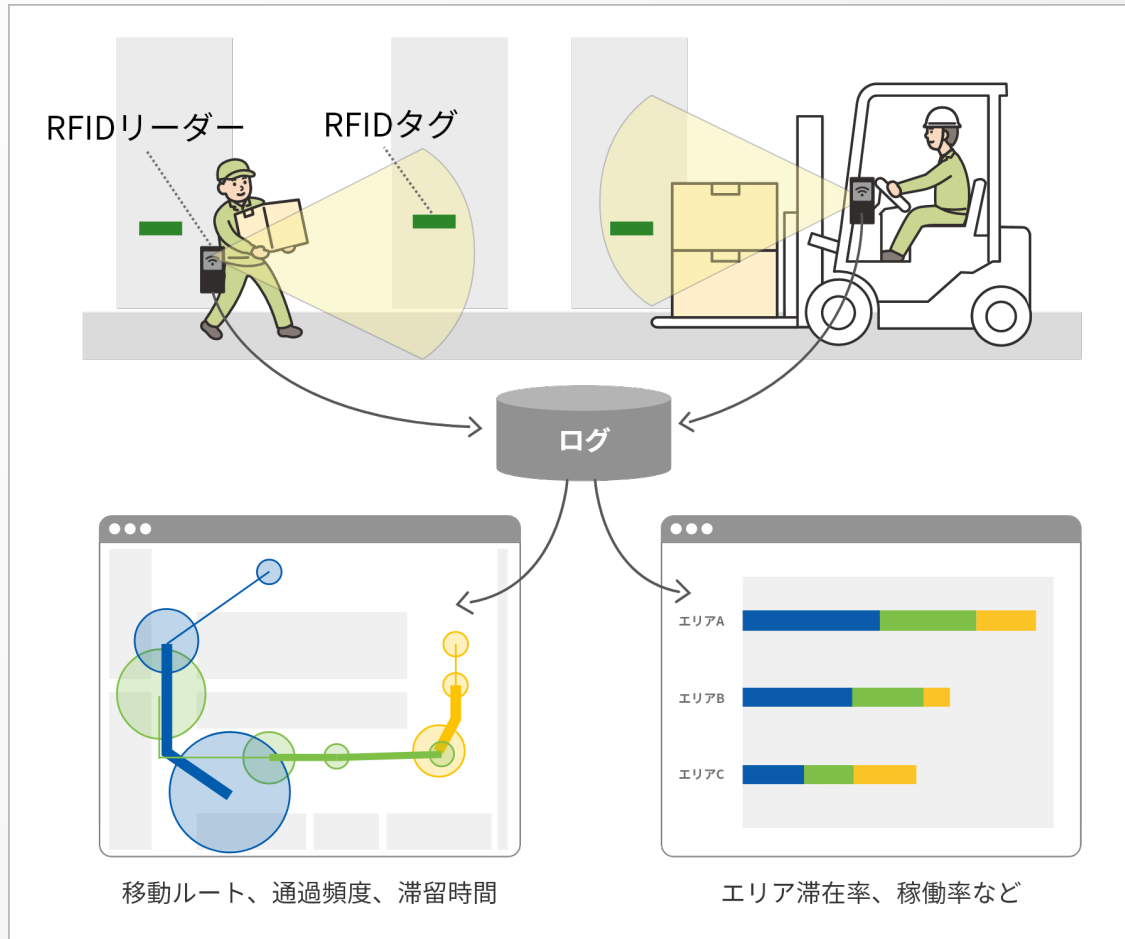 RFIDリーダー
RFIDタグ
ログ
エリアA
エリアB
エリアC
移動ルート、通過頻度、滞留時間
エリア滞在率、稼働率など